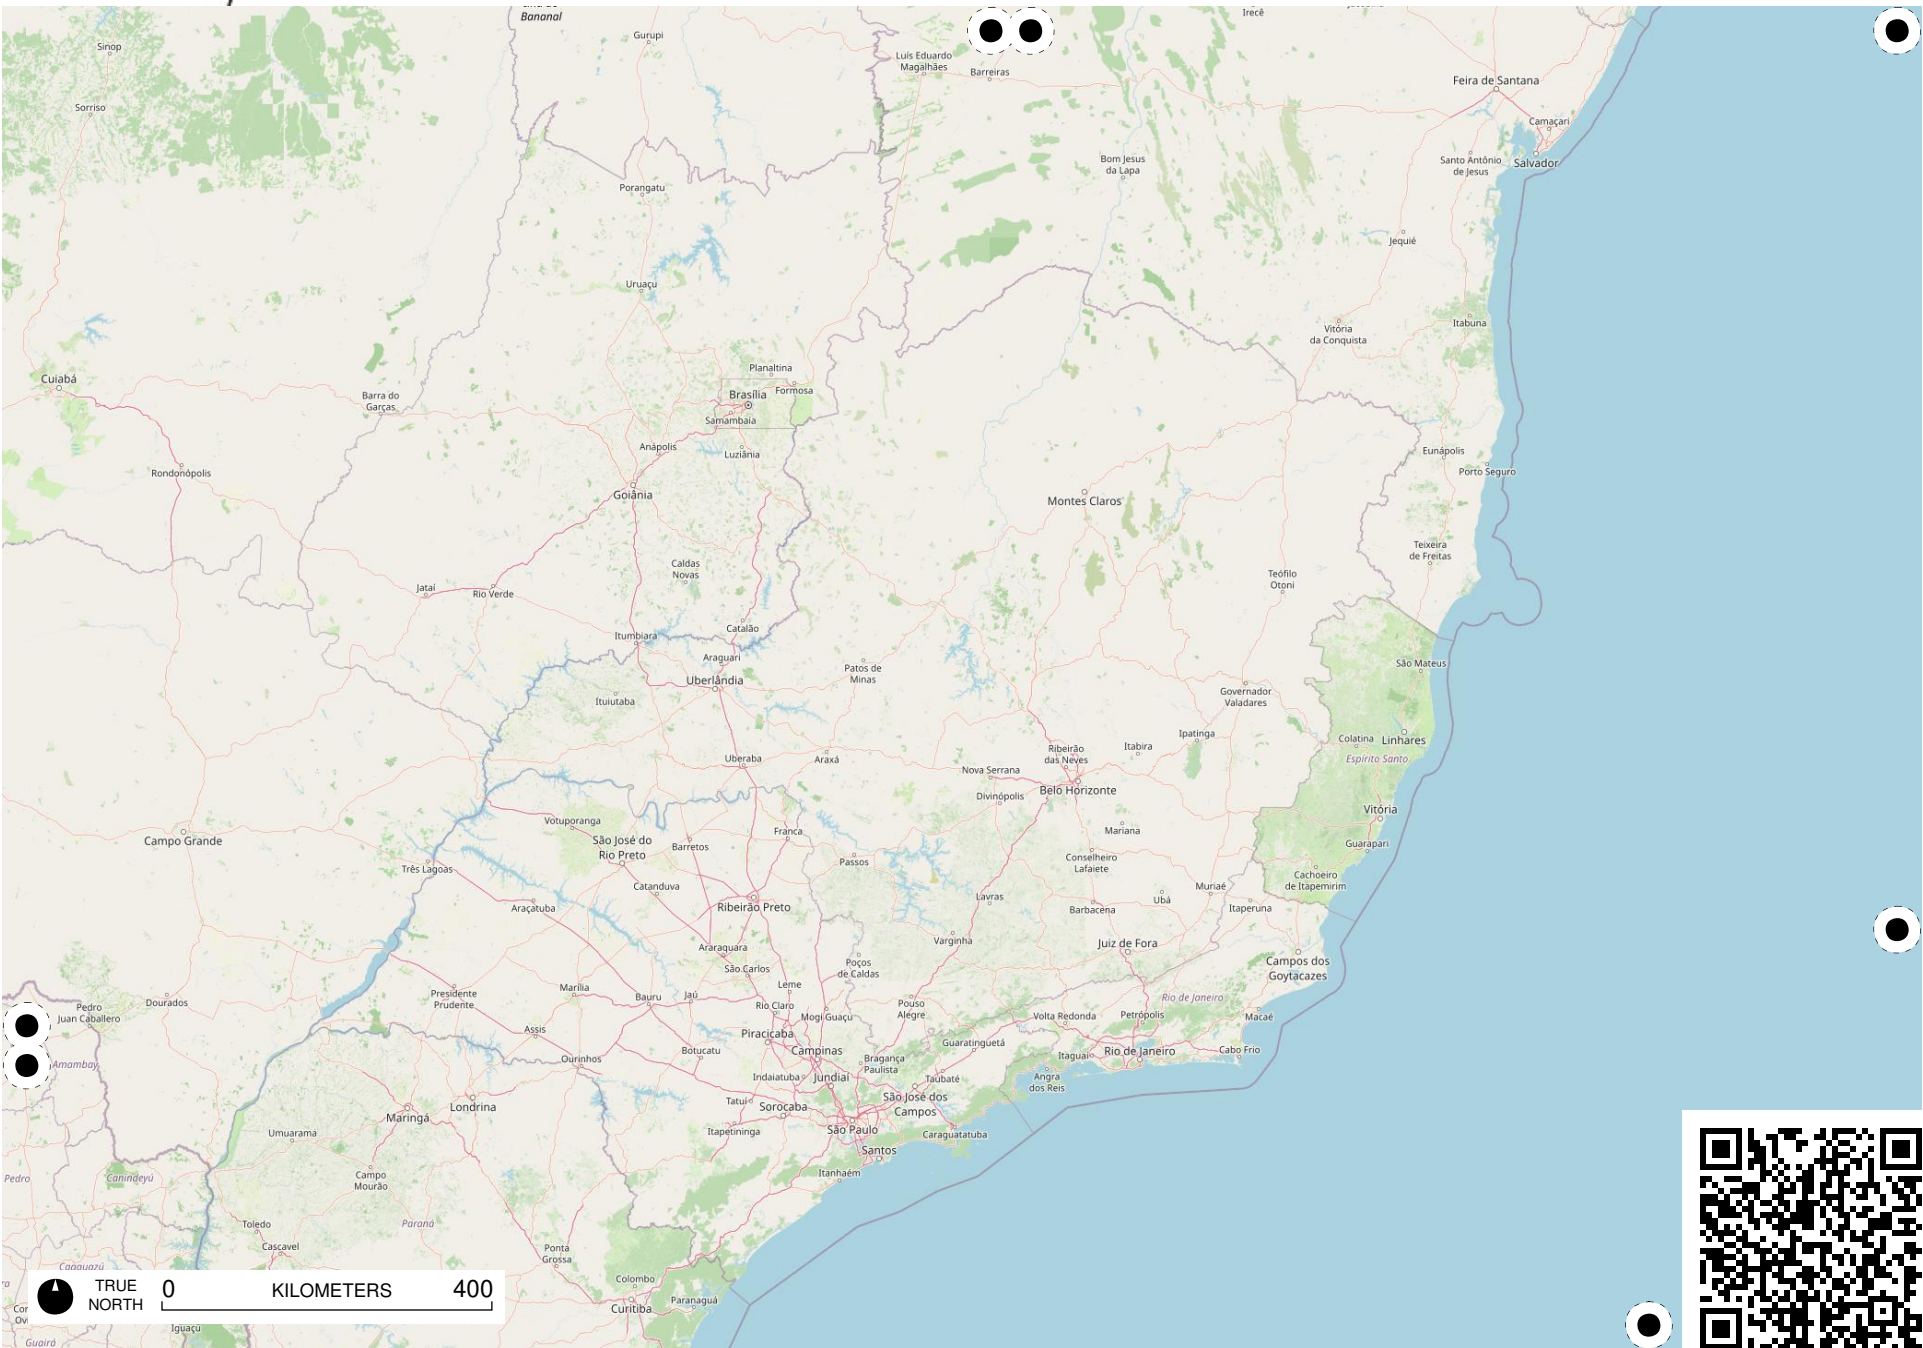 Bananal
Irecê
Sinop
Gurupi
Luís Eduardo
Magalhães
Barreiras
Feira de Santana
Sorriso
Camaçari
Bom Jesus
da Lapa
Santo Antônio
de Jesus
Salvador
Porangatu
Jequié
Uruaçu
Itabuna
Vitória
da Conquista
Cuiabá
Planaltina
Barra do
Garças
Brasília
Formosa
Samambaia
Anápolis
Luziânia
Eunápolis
Porto Seguro
Rondonópolis
Goiânia
Montes Claros
Teixeira
de Freitas
Caldas
Novas
Teófilo
Otoni
Jataí
Rio Verde
Itumbiara
Catalão
Araguari
Uberlândia
Patos de
Minas
São Mateus
Ituiutaba
Governador
Valadares
Ipatinga
Colatina
Linhares
Uberaba
Araxá
Ribeirão
das Neves
Itabira
Espírito Santo
Nova Serrana
Divinópolis
Belo Horizonte
Vitória
Votuporanga
Franca
Mariana
Campo Grande
São José do
Rio Preto
Barretos
Guarapari
Três Lagoas
Passos
Conselheiro
Lafaiete
Cachoeiro
de Itapemirim
Catanduva
Muriaé
Lavras
Ubá
Araçatuba
Ribeirão Preto
Barbacena
Itaperuna
Araraquara
Varginha
Juiz de Fora
São Carlos
Poços
de Caldas
Campos dos
Goytacazes
Presidente
Prudente
Marília
Bauru
Jaú
Leme
Rio de Janeiro
Pedro
Juan Caballero
Dourados
Rio Claro
Mogi Guaçu
Pouso
Alegre
Volta Redonda
Petrópolis
Macaé
Assis
Piracicaba
Guaratinguetá
Amambay
Ourinhos
Botucatu
Campinas
Bragança
Paulista
Itaguaí
Rio de Janeiro
Cabo Frio
Indaiatuba
Jundiaí
Taubaté
Angra
dos Reis
Maringá
Londrina
Tatuí
Sorocaba
São José dos
Campos
Umuarama
Itapetininga
São Paulo
Caraguatatuba
Santos
Pedro
Canindeyú
Campo
Mourão
Itanhaém
Toledo
Paraná
Cascavel
Ponta
Grossa
Caaguazú
Colombo
Paranaguá
Curitiba
TRUE
NORTH
0 KILOMETERS 400
Iguaçu
Guairá